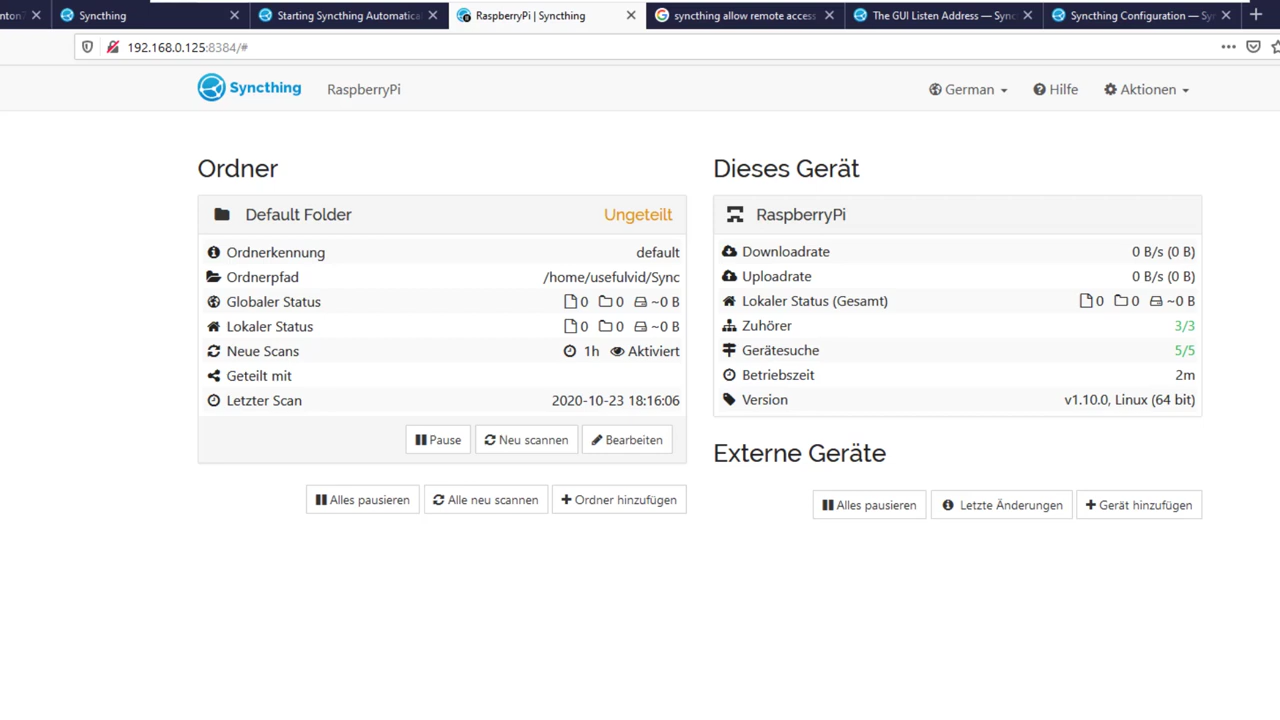 nton
Syncthing
Starting Syncthing Automatica
RaspberryPi | Syncthing
syncthing allow remote access
The GUI Listen Address — Sync
Syncthing Configuration — Sy
192.168.0.125:8384/#
Syncthing
RaspberryPi
German
Hilfe
Aktionen
Ordner
Default Folder
Ungeteilt
Ordnerkennung
default
Ordnerpfad
/home/usefulvid/Sync
Globaler Status
0 0 ~0 B
Lokaler Status
0 0 ~0 B
Neue Scans
1h Aktiviert
Geteilt mit
Letzter Scan
2020-10-23 18:16:06
Pause
Neu scannen
Bearbeiten
Alles pausieren
Alle neu scannen
Ordner hinzufügen
Dieses Gerät
RaspberryPi
Downloadrate
0 B/s (0 B)
Uploadrate
0 B/s (0 B)
Lokaler Status (Gesamt)
0 0 ~0 B
Zuhörer
3/3
Gerätesuche
5/5
Betriebszeit
2m
Version
v1.10.0, Linux (64 bit)
Externe Geräte
Alles pausieren
Letzte Änderungen
Gerät hinzufügen